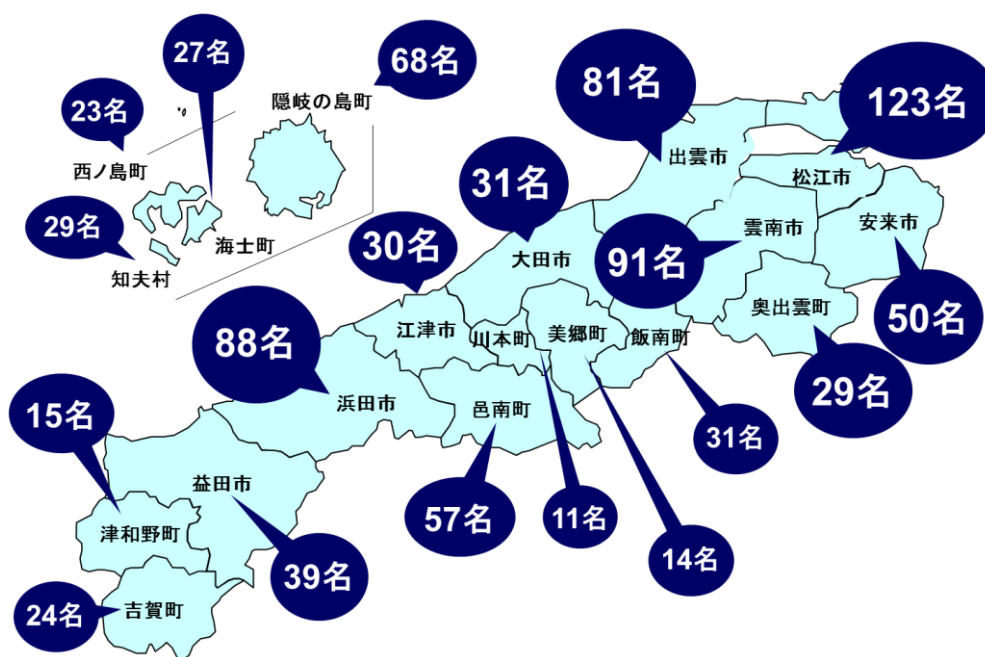 27名
68名
隠岐の島町
23名
西ノ島町
29名
海士町
知夫村
81名
123名
出雲市
松江市
31名
30名
大田市
91名
雲南市
安来市
奥出雲町
50名
29名
88名
江津市
川本町
美郷町
飯南町
浜田市
邑南町
15名
31名
益田市
57名
11名
津和野町
39名
14名
24名
吉賀町